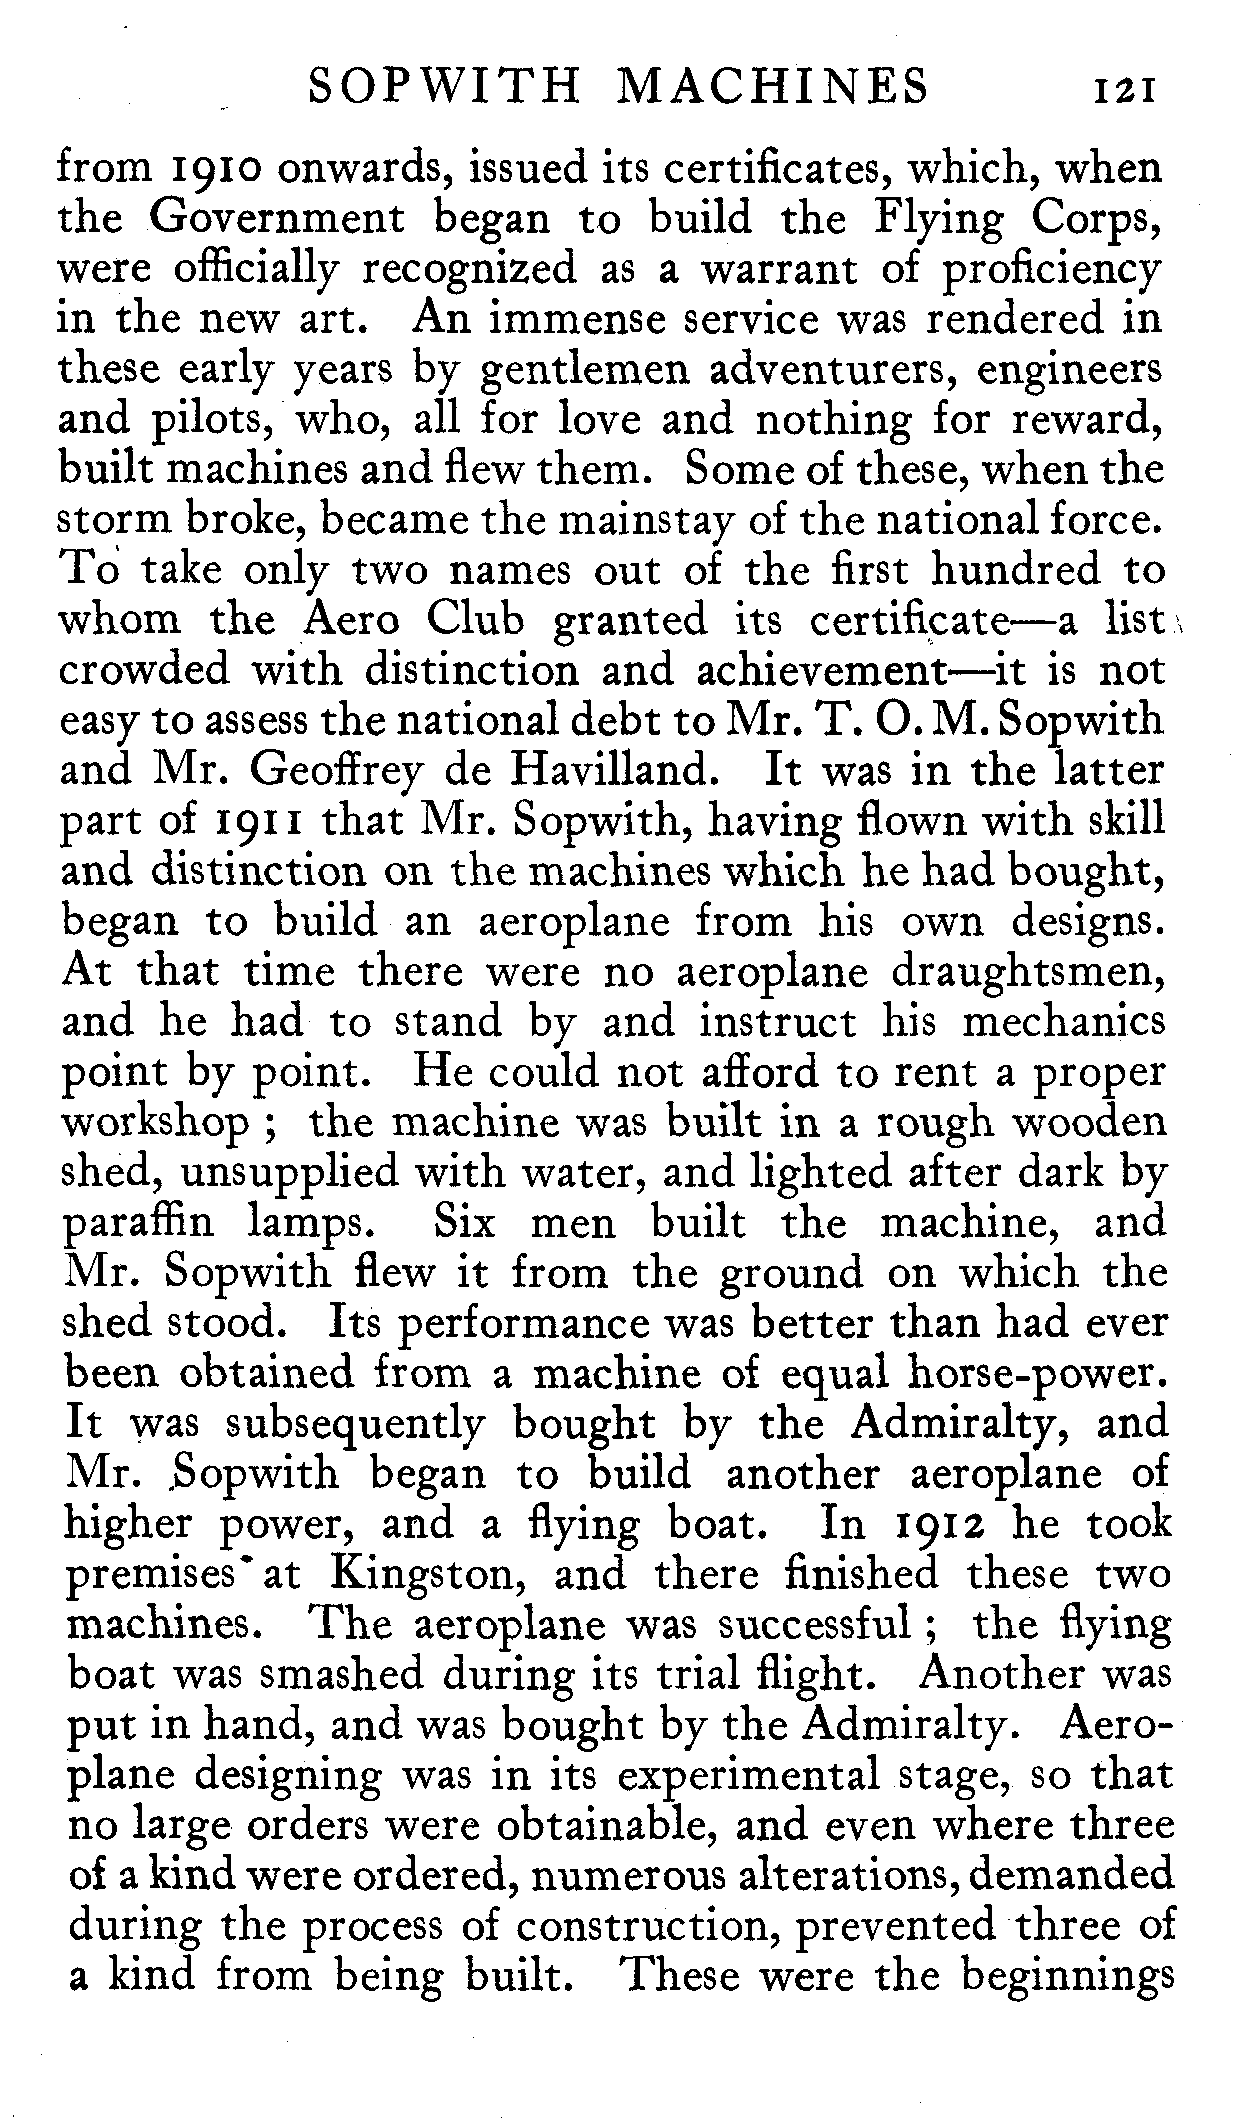 SOPWITH MACHINES 121
from 1910 onwards, issued its certificates, which, when
the Government began to build the Flying Corps,
were officially recognized as a warrant of proficiency
in the new art. An immense service was rendered in
these early years by gentlemen adventurers, engineers
and pilots, who, all for love and nothing for reward,
built machines and flew them. Some of these, when the
storm broke, became the mainstay of the national force.
To take only two names out of the first hundred to
whom the Aero Club granted its certificate—a list
crowded with distinction and achievement—it is not
easy to assess the national debt to Mr. T. O. M. Sopwith
and Mr. Geoffrey de Havilland. It was in the latter
part of 1911 that Mr. Sopwith, having flown with skill
and distinction on the machines which he had bought,
began to build an aeroplane from his own designs.
At that time there were no aeroplane draughtsmen,
and he had to stand by and instruct his mechanics
point by point. He could not afford to rent a proper
workshop ; the machine was built in a rough wooden
shed, unsupplied with water, and lighted after dark by
paraffin lamps. Six men built the machine, and
Mr. Sopwith flew it from the ground on which the
shed stood. Its performance was better than had ever
been obtained from a machine of equal horse-power.
It was subsequently bought by the Admiralty, and
Mr. Sopwith began to build another aeroplane of
higher power, and a flying boat. In 1912 he took
premises at Kingston, and there finished these two
machines. The aeroplane was successful ; the flying
boat was smashed during its trial flight. Another was
put in hand, and was bought by the Admiralty. Aero-
plane designing was in its experimental stage, so that
no large orders were obtainable, and even where three
of a kind were ordered, numerous alterations, demanded
during the process of construction, prevented three of
a kind from being built. These were the beginnings